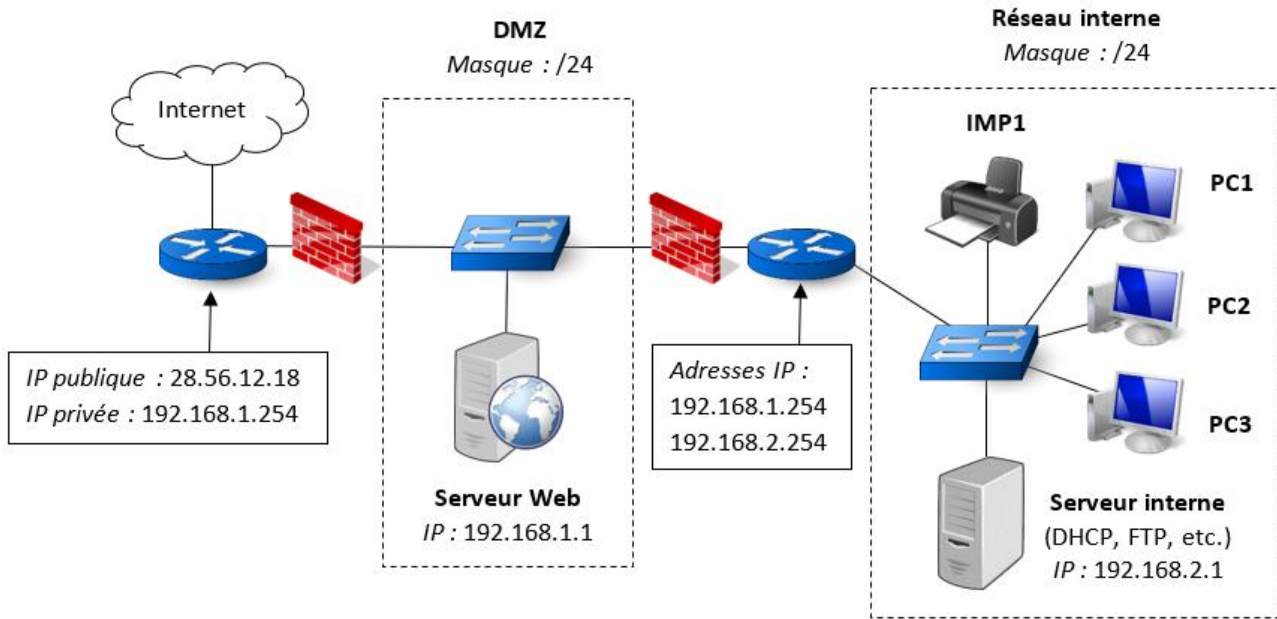 DMZ
Masque : /24
Réseau interne
Masque : /24
Internet
IMP1
PC1
PC2
PC3
IP publique : 28.56.12.18
IP privée : 192.168.1.254
Adresses IP :
192.168.1.254
192.168.2.254
Serveur Web
IP : 192.168.1.1
Serveur interne
(DHCP, FTP, etc.)
IP : 192.168.2.1